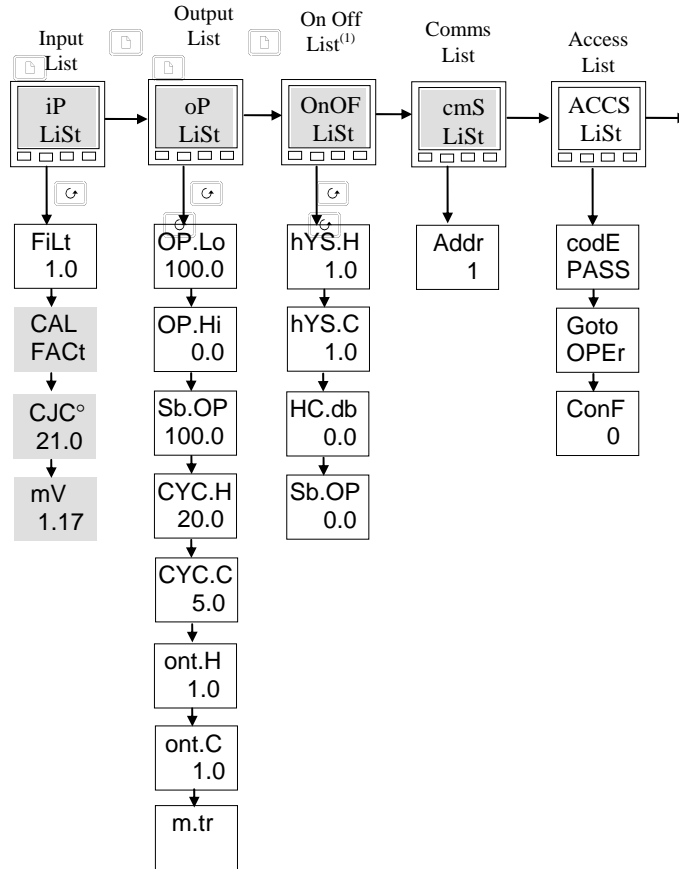 Input
List
Output
List
On Off
List(1)
Comms
List
Access
List
iP
LiSt
oP
LiSt
OnOF
LiSt
cmS
LiSt
ACCS
LiSt
FiLt
1.0
CAL
FACt
CJC°
21.0
mV
1.17
OP.Lo
100.0
OP.Hi
0.0
Sb.OP
100.0
CYC.H
20.0
CYC.C
5.0
ont.H
1.0
ont.C
1.0
m.tr
hYS.H
1.0
hYS.C
1.0
HC.db
0.0
Sb.OP
0.0
Addr
1
codE
PASS
Goto
OPEr
ConF
0